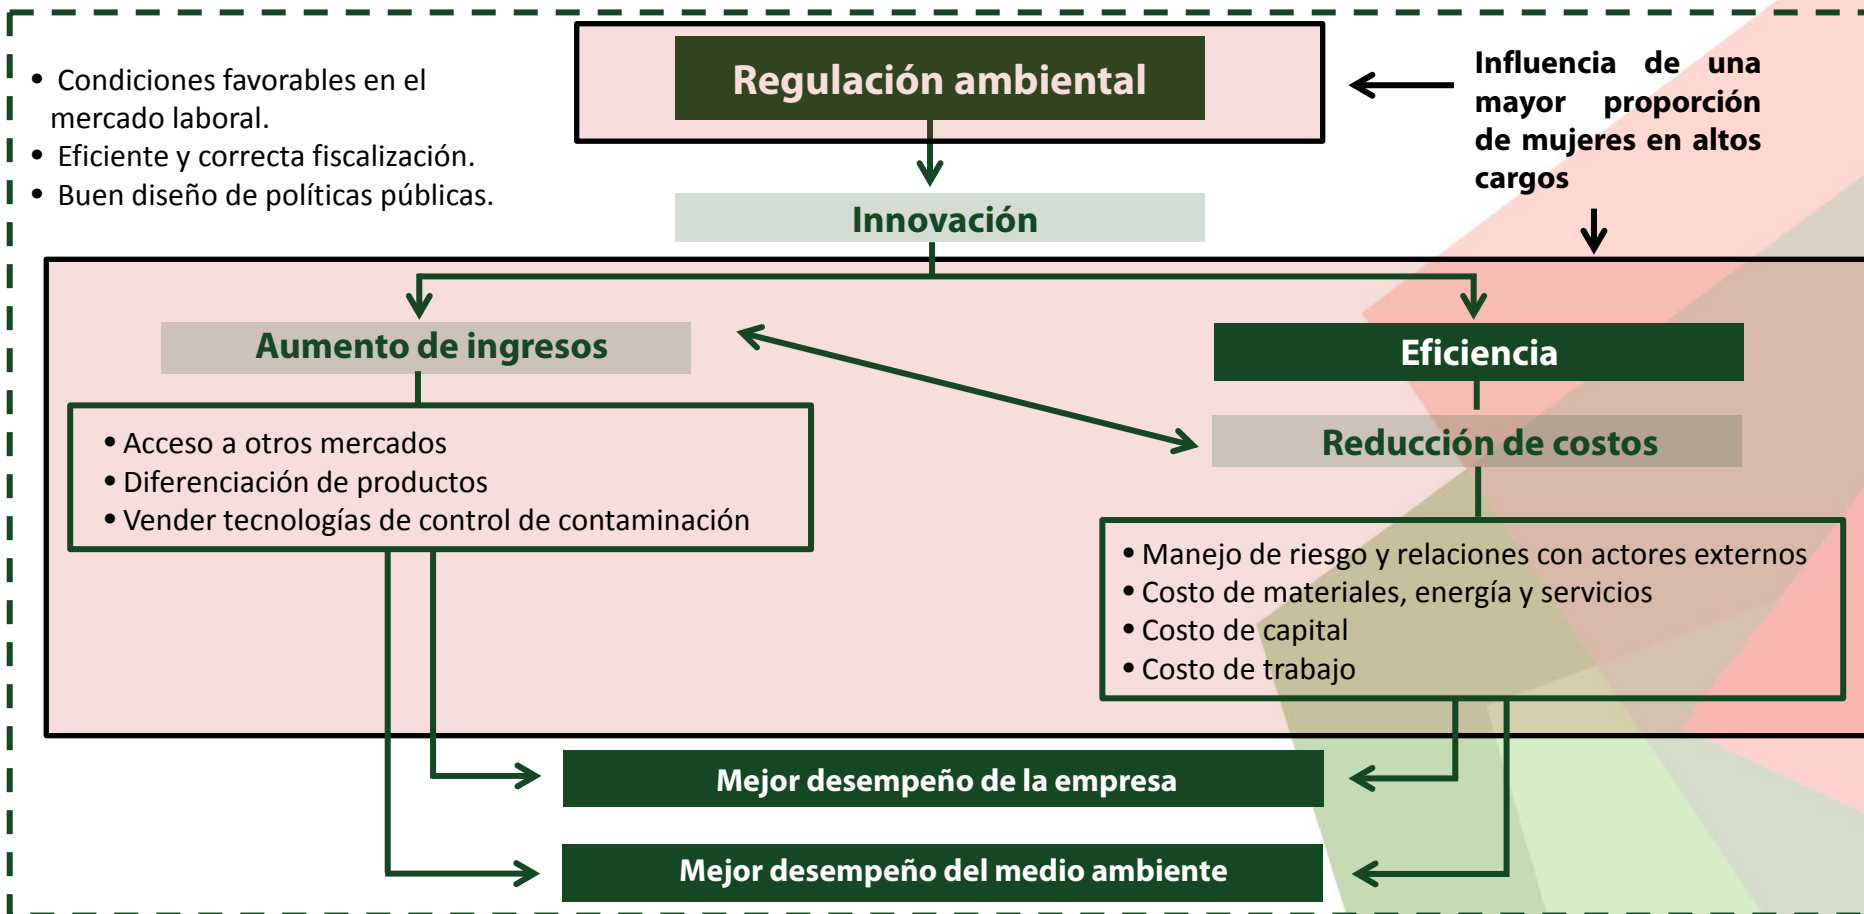 • Condiciones favorables en el
mercado laboral.
• Eficiente y correcta fiscalización.
• Buen diseño de políticas públicas.
Regulación ambiental
Influencia de una
mayor proporción
de mujeres en altos
cargos
Innovación
Aumento de ingresos
Eficiencia
• Acceso a otros mercados
• Diferenciación de productos
• Vender tecnologías de control de contaminación
Reducción de costos
• Manejo de riesgo y relaciones con actores externos
• Costo de materiales, energía y servicios
• Costo de capital
• Costo de trabajo
Mejor desempeño de la empresa
Mejor desempeño del medio ambiente